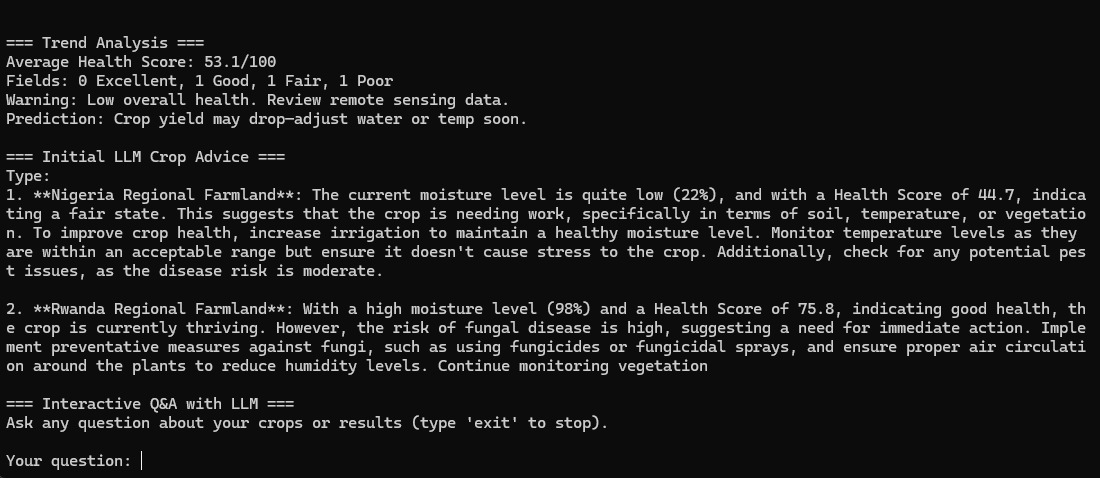 === Trend Analysis ===
Average Health Score: 53.1/100
Fields: 0 Excellent, 1 Good, 1 Fair, 1 Poor
Warning: Low overall health. Review remote sensing data.
Prediction: Crop yield may drop—adjust water or temp soon.

=== Initial LLM Crop Advice ===
Type:
1. **Nigeria Regional Farmland**: The current moisture level is quite low (22%), and with a Health Score of 44.7, indica
ting a fair state. This suggests that the crop is needing work, specifically in terms of soil, temperature, or vegetatio
n. To improve crop health, increase irrigation to maintain a healthy moisture level. Monitor temperature levels as they
are within an acceptable range but ensure it doesn't cause stress to the crop. Additionally, check for any potential pes
t issues, as the disease risk is moderate.

2. **Rwanda Regional Farmland**: With a high moisture level (98%) and a Health Score of 75.8, indicating good health, th
e crop is currently thriving. However, the risk of fungal disease is high, suggesting a need for immediate action. Imple
ment preventative measures against fungi, such as using fungicides or fungicidal sprays, and ensure proper air circulati
on around the plants to reduce humidity levels. Continue monitoring vegetation

=== Interactive Q&A with LLM ===
Ask any question about your crops or results (type 'exit' to stop).

Your question: